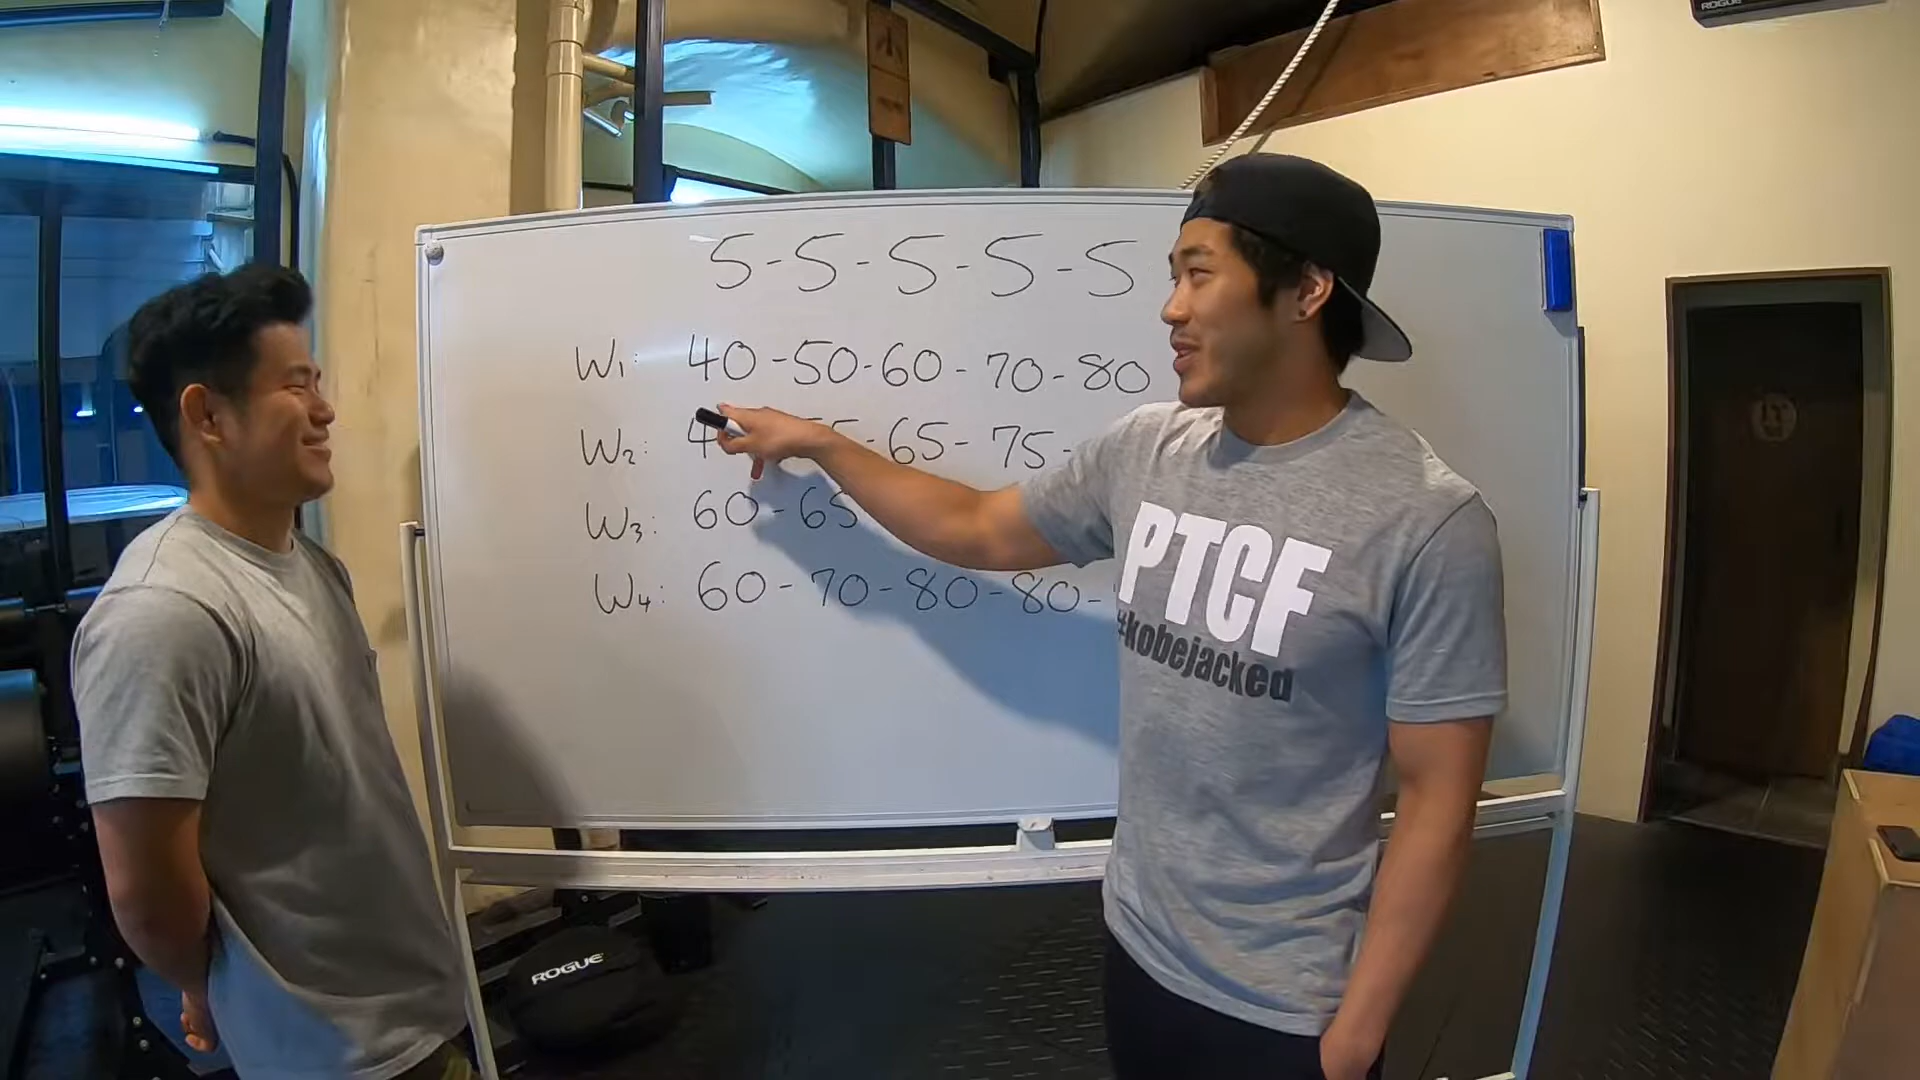 5-5-5-5-5
W1: 40-50-60-70-80
W2: 65-75-
W3: 60-65
W4: 60-70-80-80-
PTCF
#kobejacked
ROGUE
ROGUE